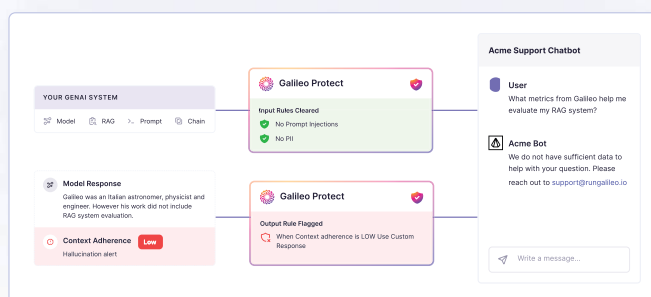 YOUR GENAI SYSTEM
Model RAG Prompt Chain
Model Response
Galileo was an Italian astronomer, physicist and
engineer. However his work did not include
RAG system evaluation.
Context Adherence Low
Hallucination alert
Galileo Protect
Input Rules Cleared
No Prompt Injections
No PII
Galileo Protect
Output Rule Flagged
When Context adherence is LOW Use Custom
Response
Acme Support Chatbot
User
What metrics from Galileo help me
evaluate my RAG system?
Acme Bot
We do not have sufficient data to
help with your question. Please
reach out to support@rungalileo.io
Write a message...